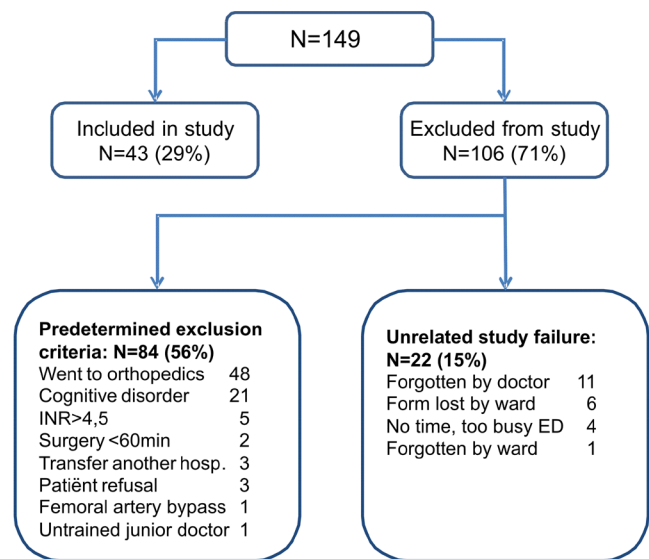 N=149
Included in study
N=43 (29%)
Excluded from study
N=106 (71%)
Predetermined exclusion
criteria: N=84 (56%)
Went to orthopedics 48
Cognitive disorder 21
INR>4,5 5
Surgery <60min 2
Transfer another hosp. 3
Patiënt refusal 3
Femoral artery bypass 1
Untrained junior doctor 1
Unrelated study failure:
N=22 (15%)
Forgotten by doctor 11
Form lost by ward 6
No time, too busy ED 4
Forgotten by ward 1